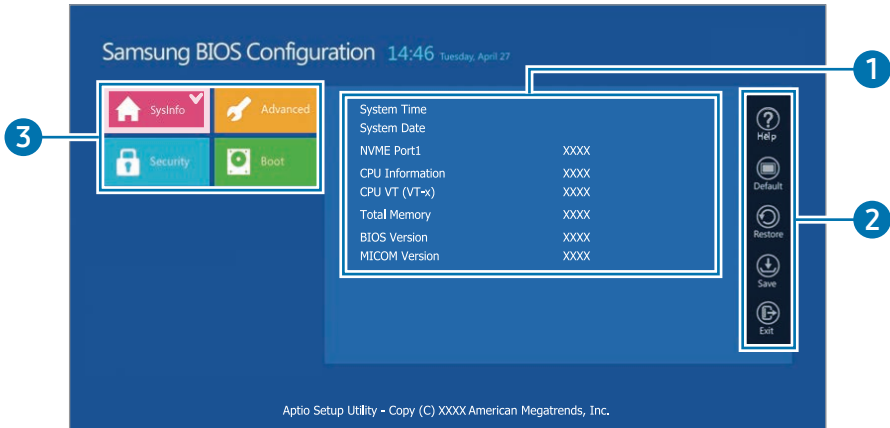 Samsung BIOS Configuration 14:46 Tuesday, April 27
1
3
SysInfo
Advanced
Security
Boot
System Time
System Date
NVME Port1 XXXX
CPU Information XXXX
CPU VT (VT-x) XXXX
Total Memory XXXX
BIOS Version XXXX
MICOM Version XXXX
Help
Default
Restore
Save
Exit
2
Aptio Setup Utility - Copy (C) XXXX American Megatrends, Inc.